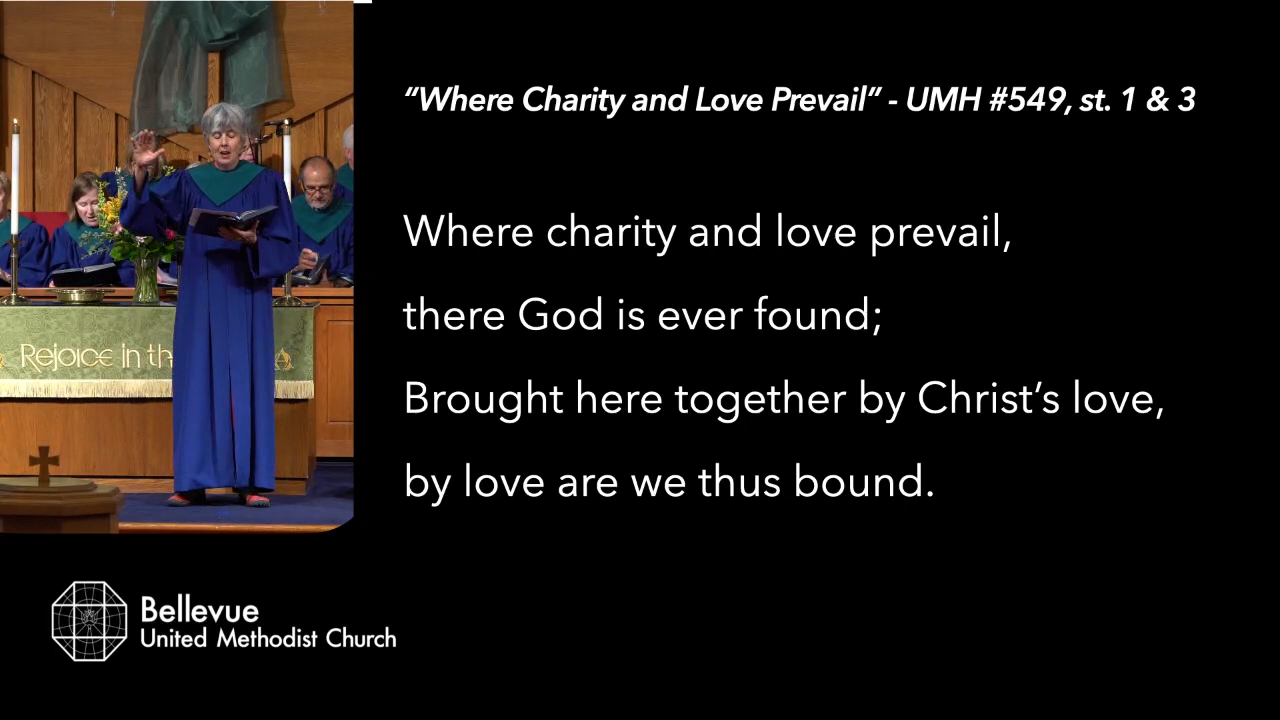 “Where Charity and Love Prevail” - UMH #549, st. 1 & 3
Where charity and love prevail,
there God is ever found;
Brought here together by Christ’s love,
by love are we thus bound.
Rejoice in
Bellevue
United Methodist Church